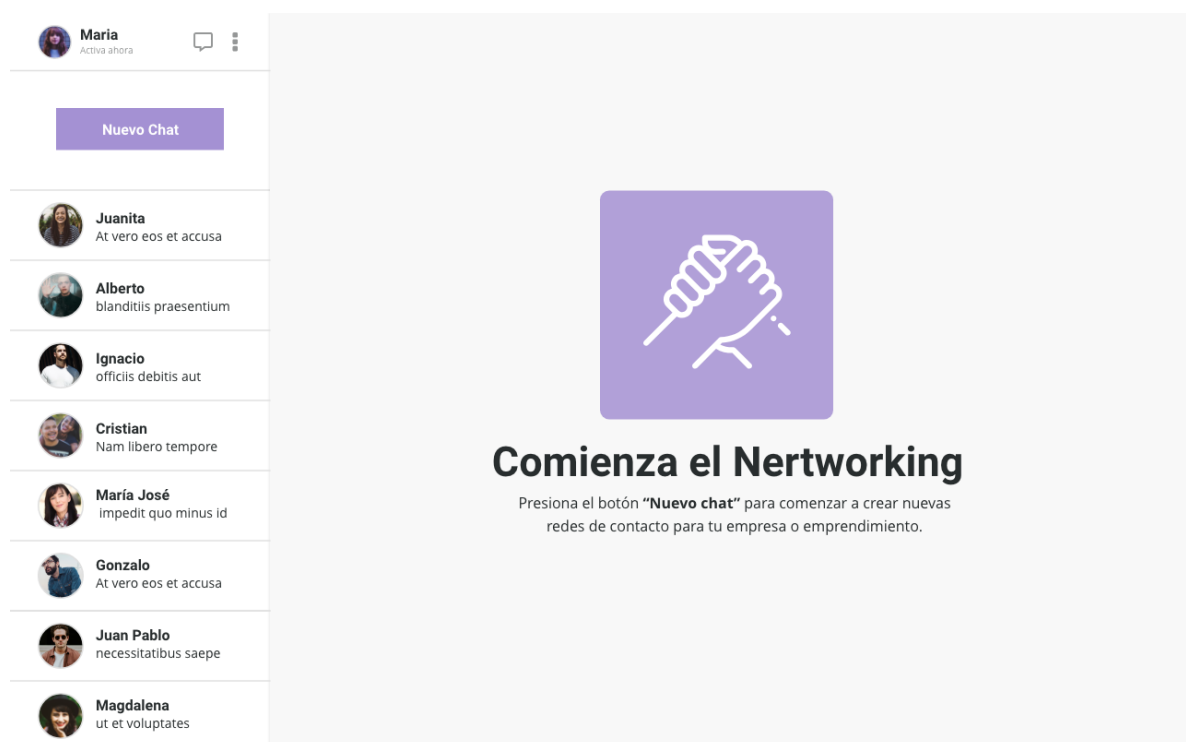 Maria
Activa ahora
Nuevo Chat
Juanita
At vero eos et accusa
Alberto
blanditiis praesentium
Ignacio
officiis debitis aut
Cristian
Nam libero tempore
María José
impedit quo minus id
Gonzalo
At vero eos et accusa
Juan Pablo
necessitatibus saepe
Magdalena
ut et voluptates
Comienza el Nertworking
Presiona el botón “Nuevo chat” para comenzar a crear nuevas
redes de contacto para tu empresa o emprendimiento.